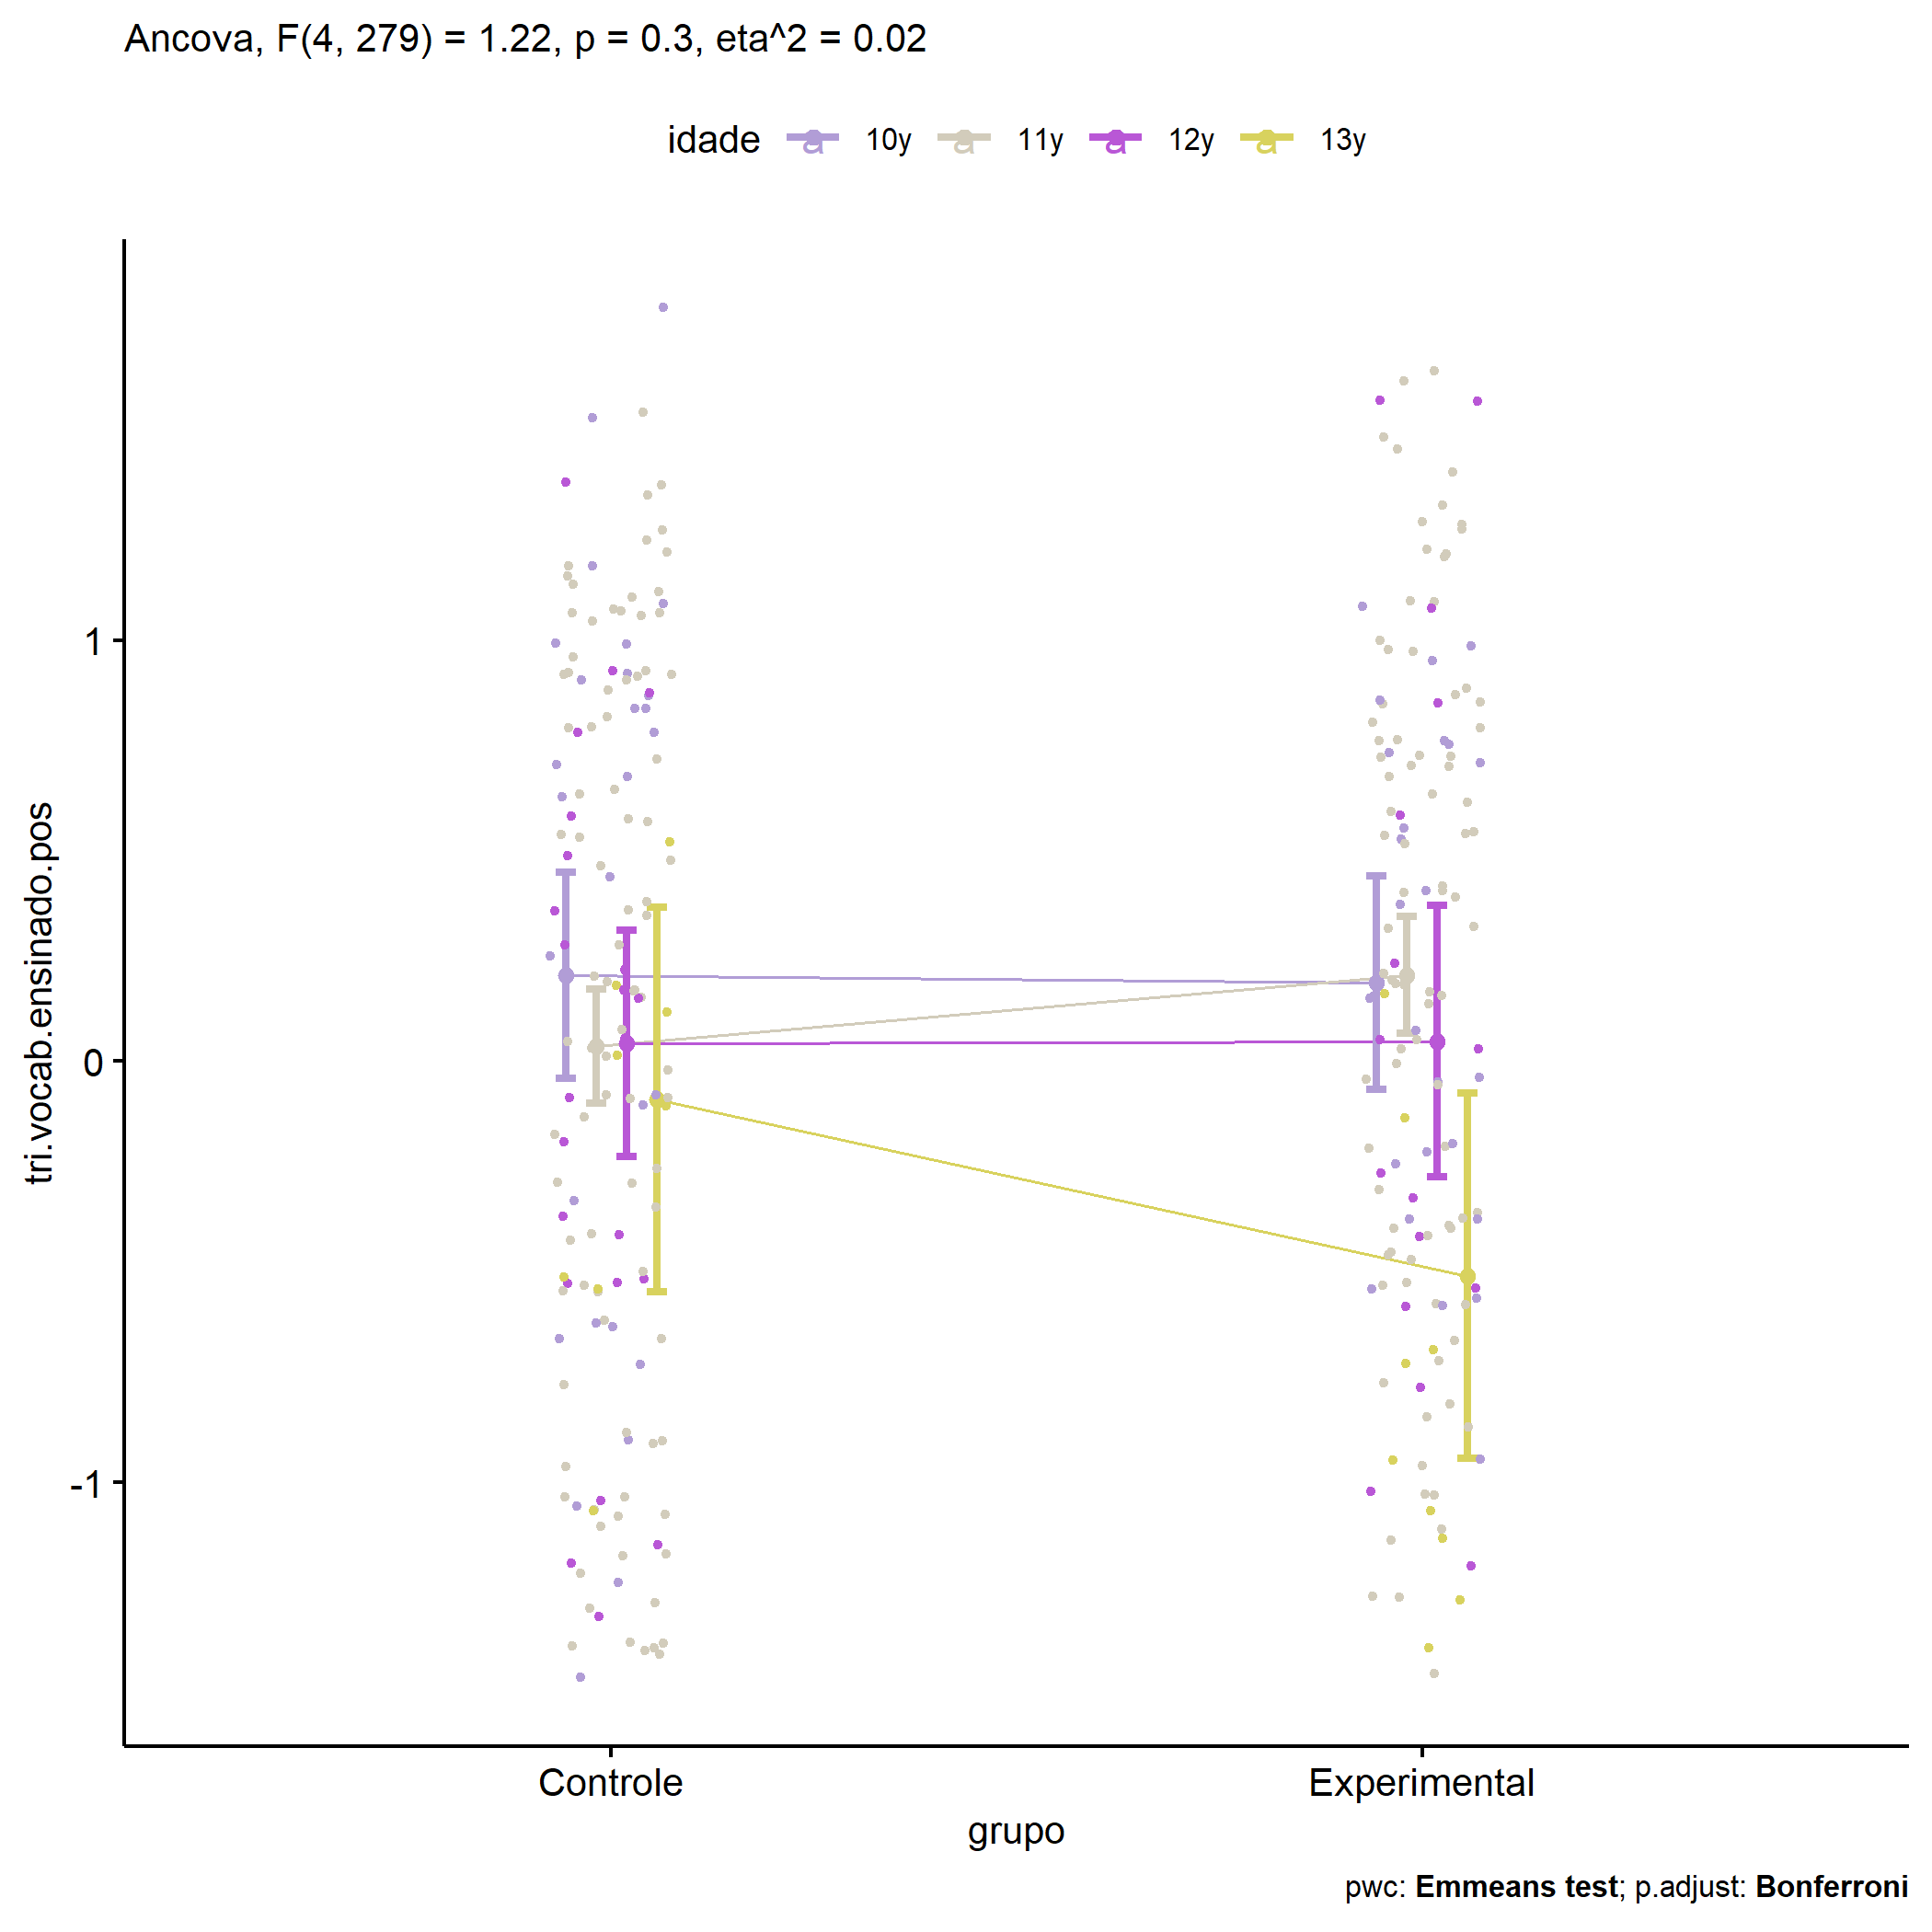 Ancova, F(4, 279) = 1.22, p = 0.3, eta^2 = 0.02
idade a 10y a 11y a 12y a 13y
tri.vocab.ensinado.pos
1
0
-1
Controle Experimental
grupo
pwc: Emmeans test; p.adjust: Bonferroni